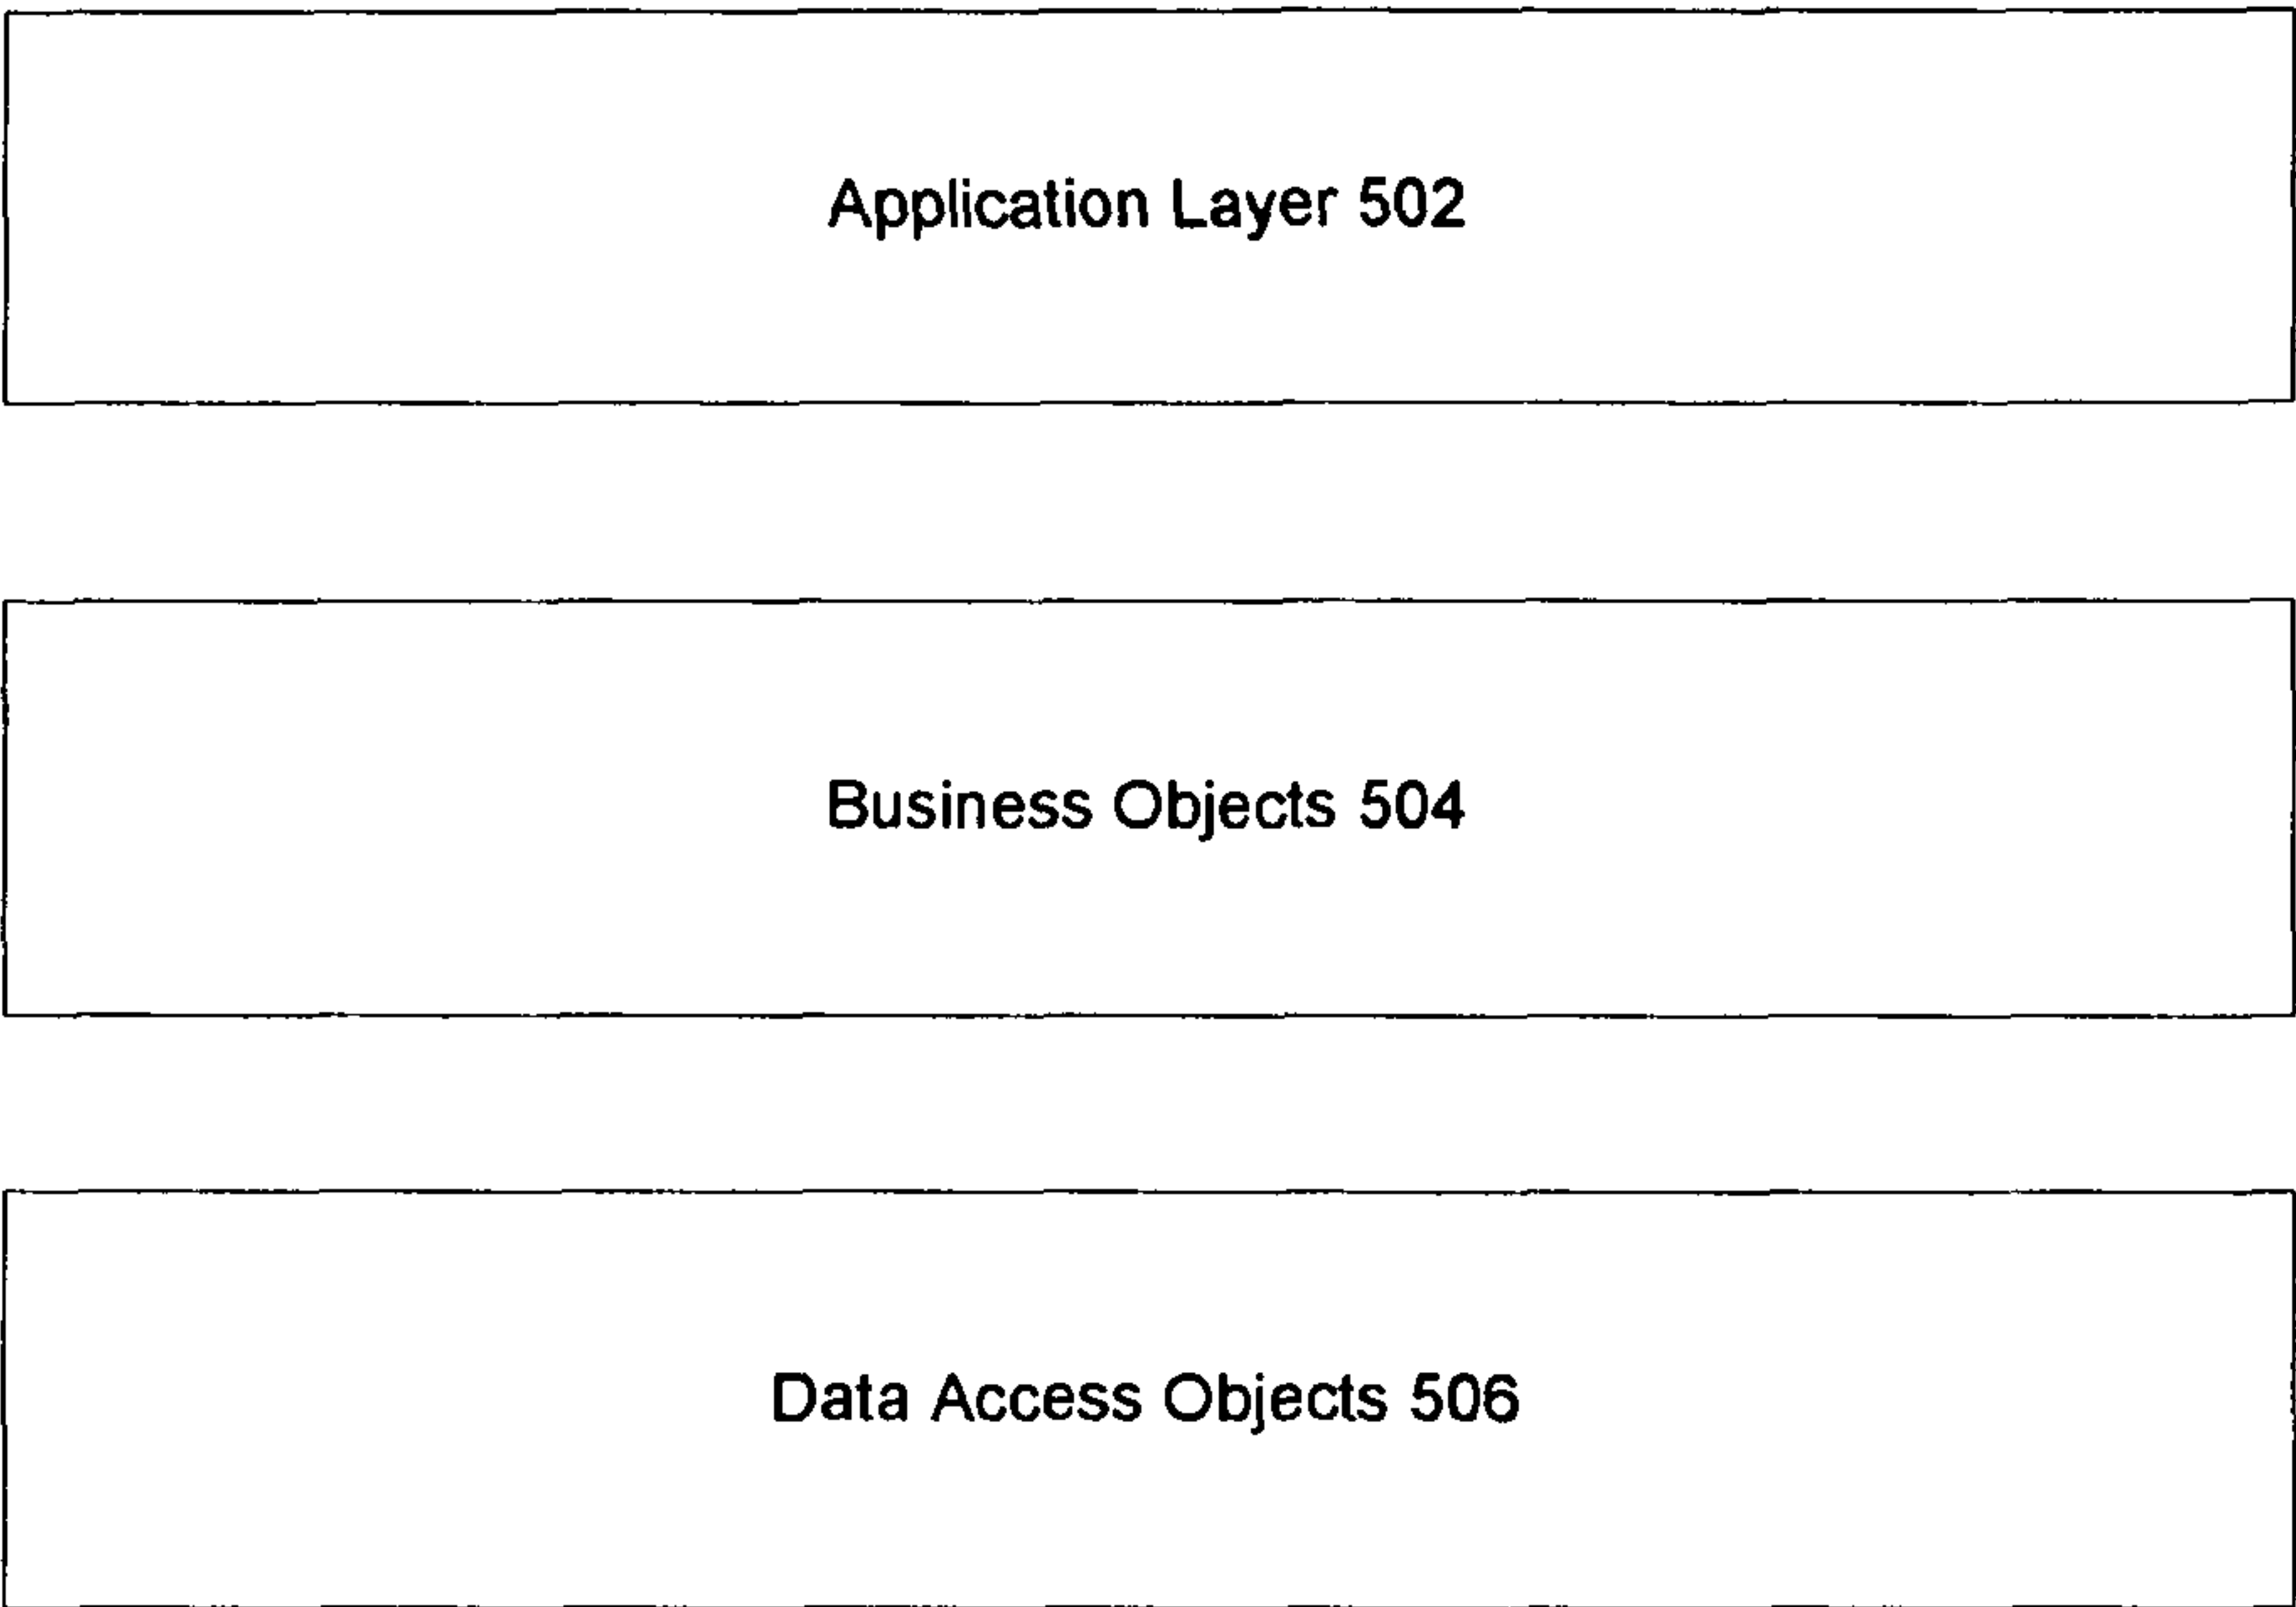 Application Layer 502
Business Objects 504
Data Access Objects 506